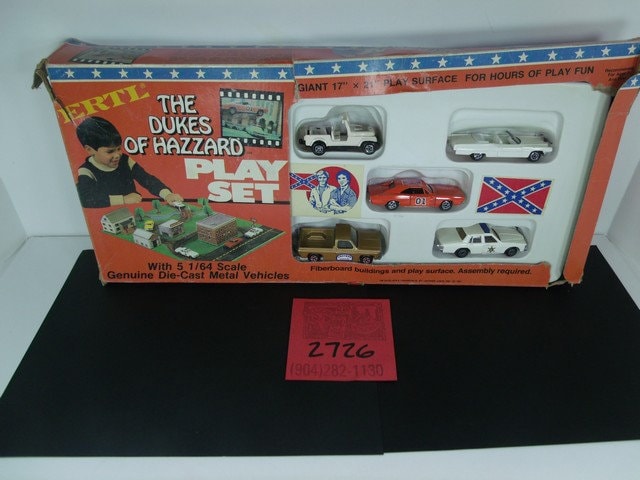 ERTL
THE
DUKES
OF HAZZARD
PLAY
SET
With 5 1/64 Scale
Genuine Die-Cast Metal Vehicles
GIANT 17" × PLAY SURFACE FOR HOURS OF PLAY FUN
01
Fiberboard buildings and play surface. Assembly required.
2726
(904)282-1130